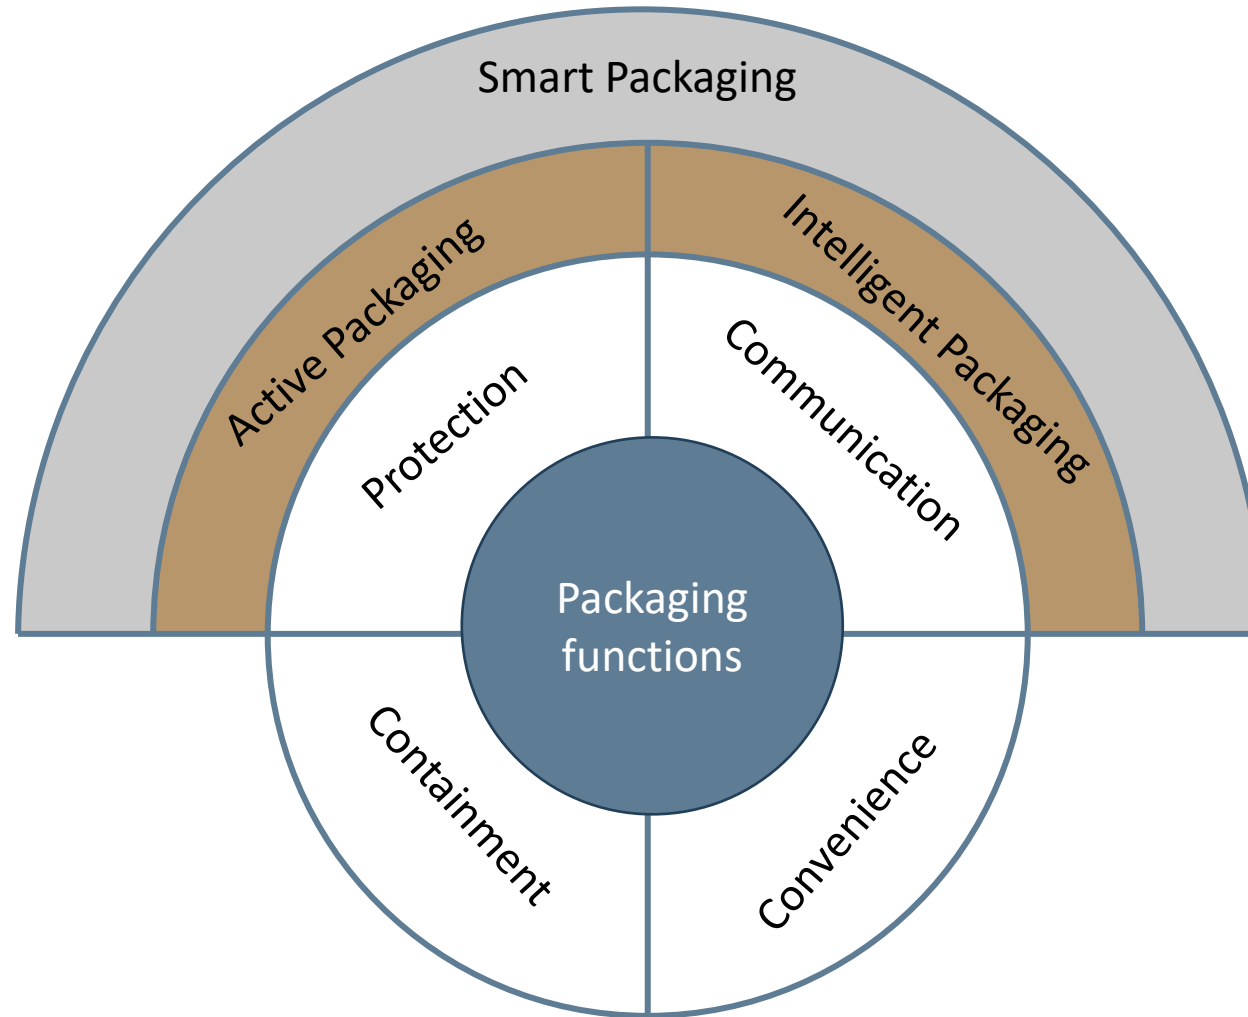 Smart Packaging
Active Packaging
Intelligent Packaging
Protection
Communication
Packaging
functions
Containment
Convenience